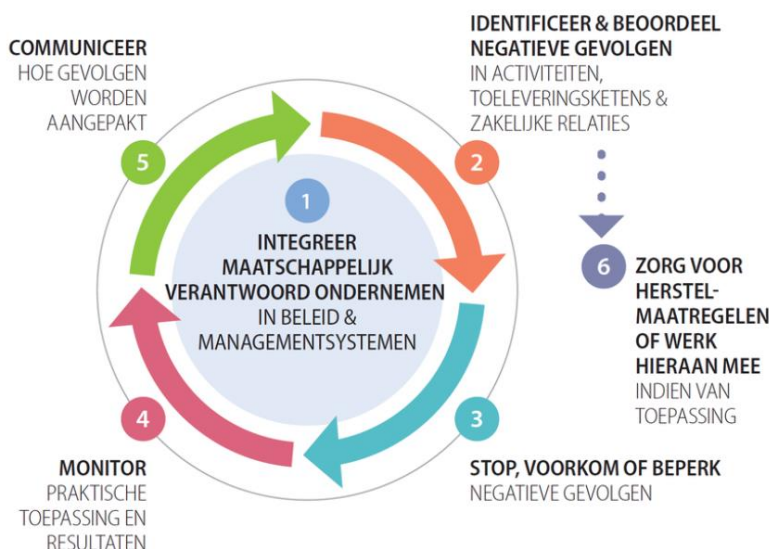 1
INTEGREER
MAATSCHAPPELIJK
VERANTWOORD ONDERNEMEN
IN BELEID &
MANAGEMENTSYSTEMEN
2
IDENTIFICEER & BEOORDEEL
NEGATIEVE GEVOLGEN
IN ACTIVITEITEN,
TOELEVERINGSKETENS &
ZAKELIJKE RELATIES
3
STOP, VOORKOM OF BEPERK
NEGATIEVE GEVOLGEN
4
MONITOR
PRAKTISCHE
TOEPASSING EN
RESULTATEN
5
COMMUNICEER
HOE GEVOLGEN
WORDEN
AANGEPAKT
6
ZORG VOOR
HERSTEL-
MAATREGELEN
OF WERK
HIERAAN MEE
INDIEN VAN
TOEPASSING